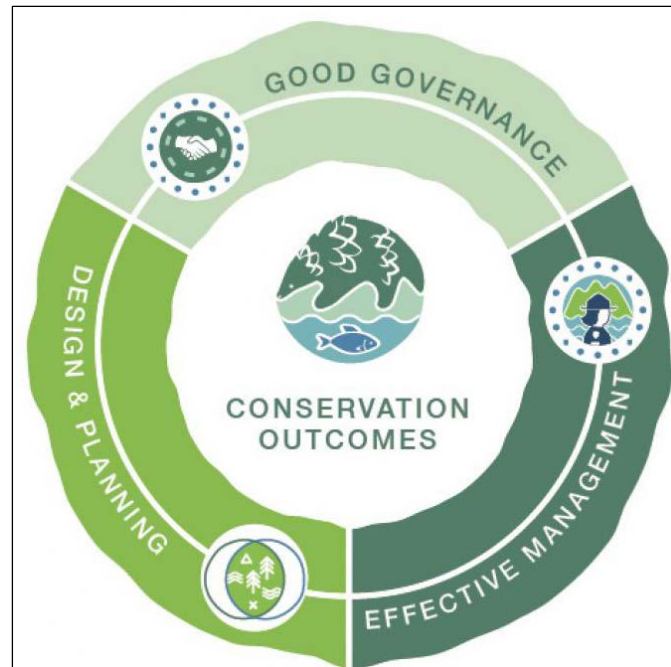 GOOD GOVERNANCE
DESIGN & PLANNING
CONSERVATION
OUTCOMES
EFFECTIVE MANAGEMENT